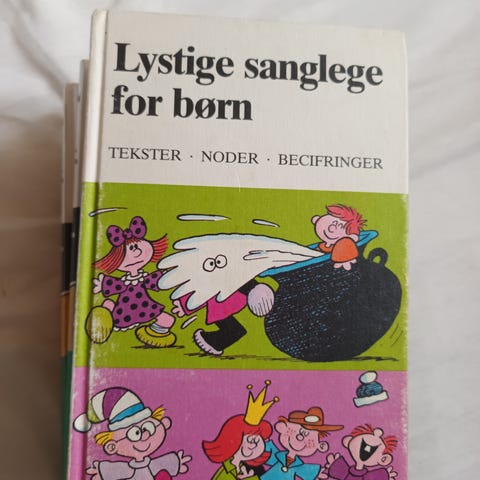 Lystige sanglege
for børn
TEKSTER · NODER · BECIFRINGER